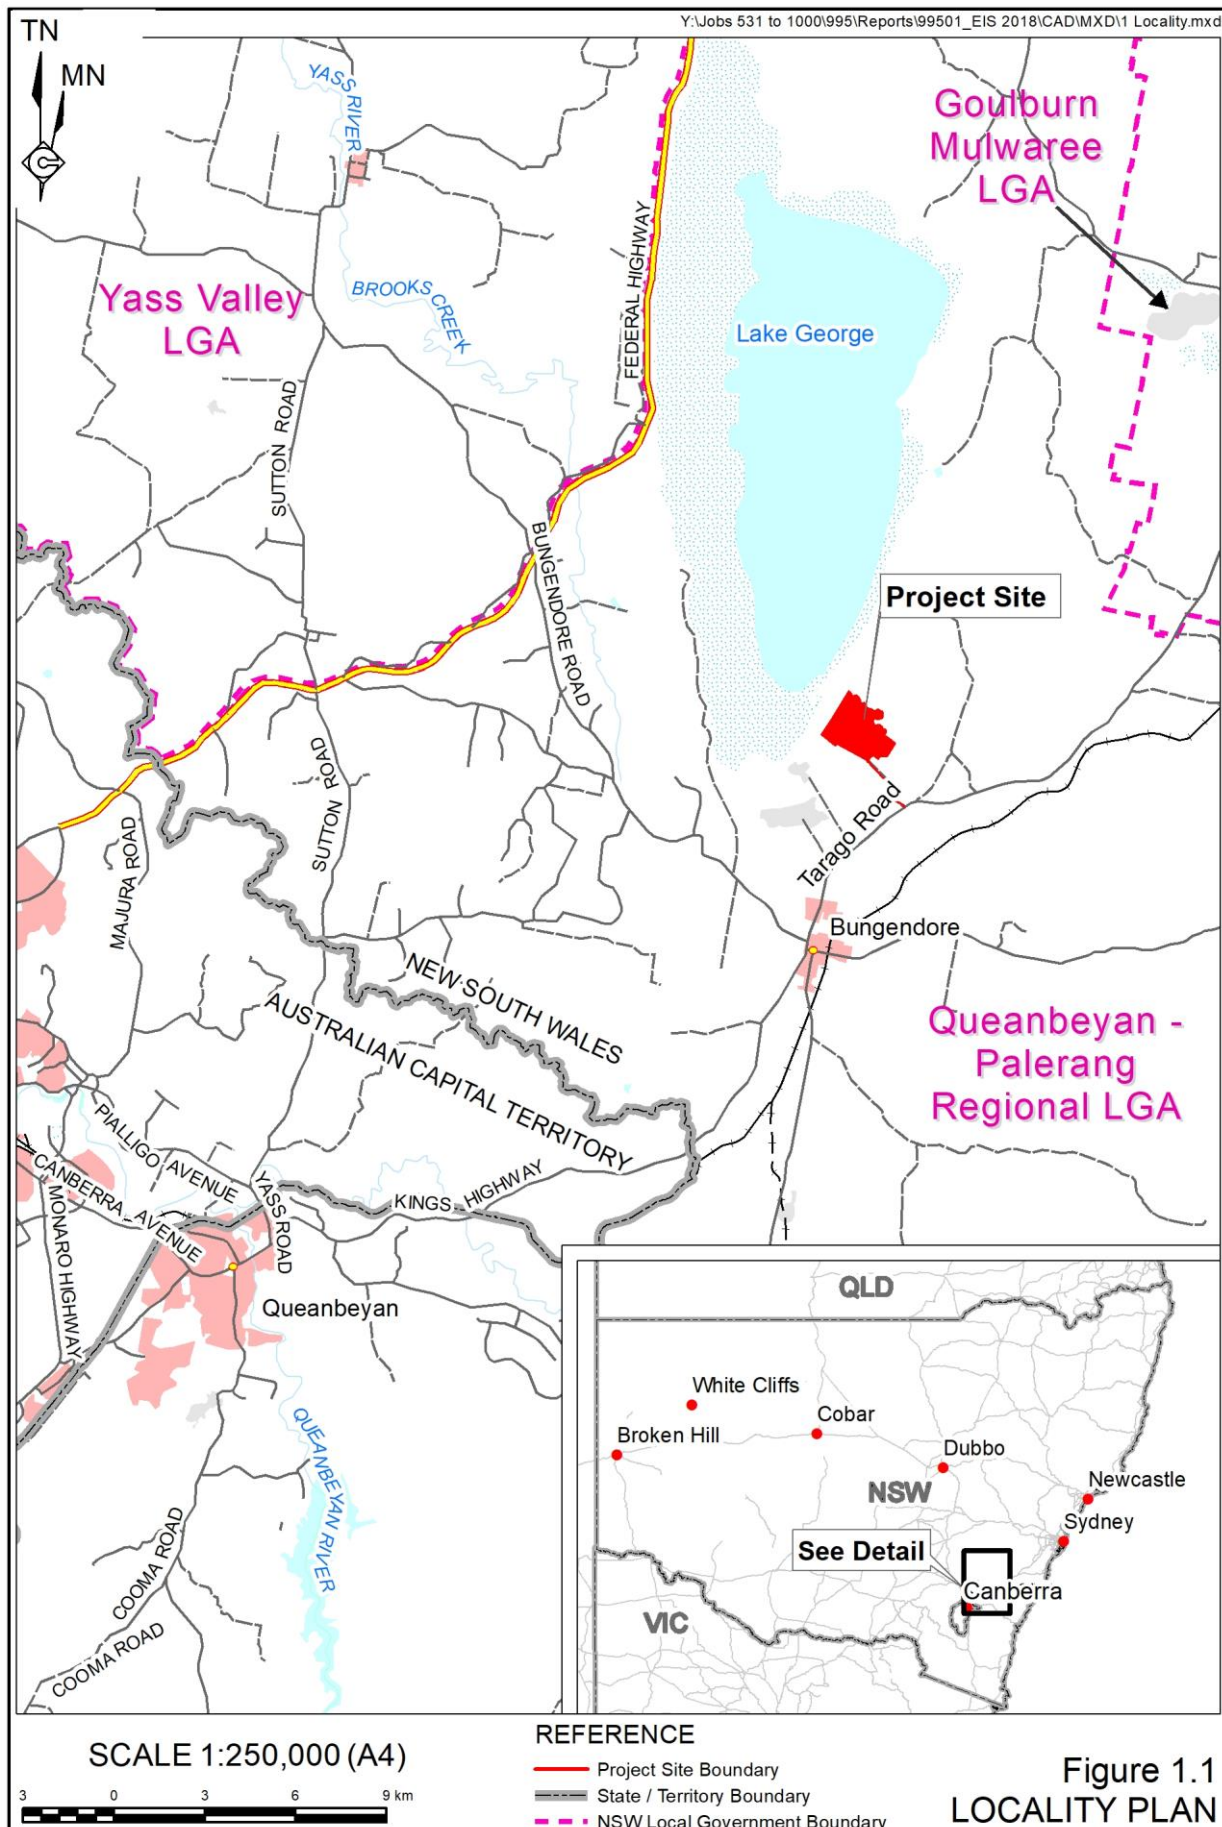 Y:\Jobs 531 to 1000\995\Reports\99501_EIS 2018\CAD\MXD\1 Locality.mxd
TN
MN
YASS RIVER
Goulburn
Mulwaree
LGA
FEDERAL HIGHWAY
Yass Valley
LGA
BROOKS CREEK
Lake George
SUTTON ROAD
BUNGENDORE ROAD
Project Site
SUTTON ROAD
MAJURA ROAD
Tarago Road
Bungendore
NEW SOUTH WALES
AUSTRALIAN CAPITAL TERRITORY
Queanbeyan -
Palerang
Regional LGA
PIALLIGO AVENUE
CANBERRA AVENUE
YASS ROAD
KINGS HIGHWAY
MONARO HIGHWAY
Queanbeyan
QUEANBEYAN RIVER
COOMA ROAD
COOMA ROAD
QLD
White Cliffs
Cobar
Broken Hill
Dubbo
NSW
Newcastle
Sydney
See Detail
Canberra
VIC
SCALE 1:250,000 (A4)
3 0 3 6 9 km
REFERENCE
Project Site Boundary
State / Territory Boundary
NSW Local Government Boundary
Figure 1.1
LOCALITY PLAN